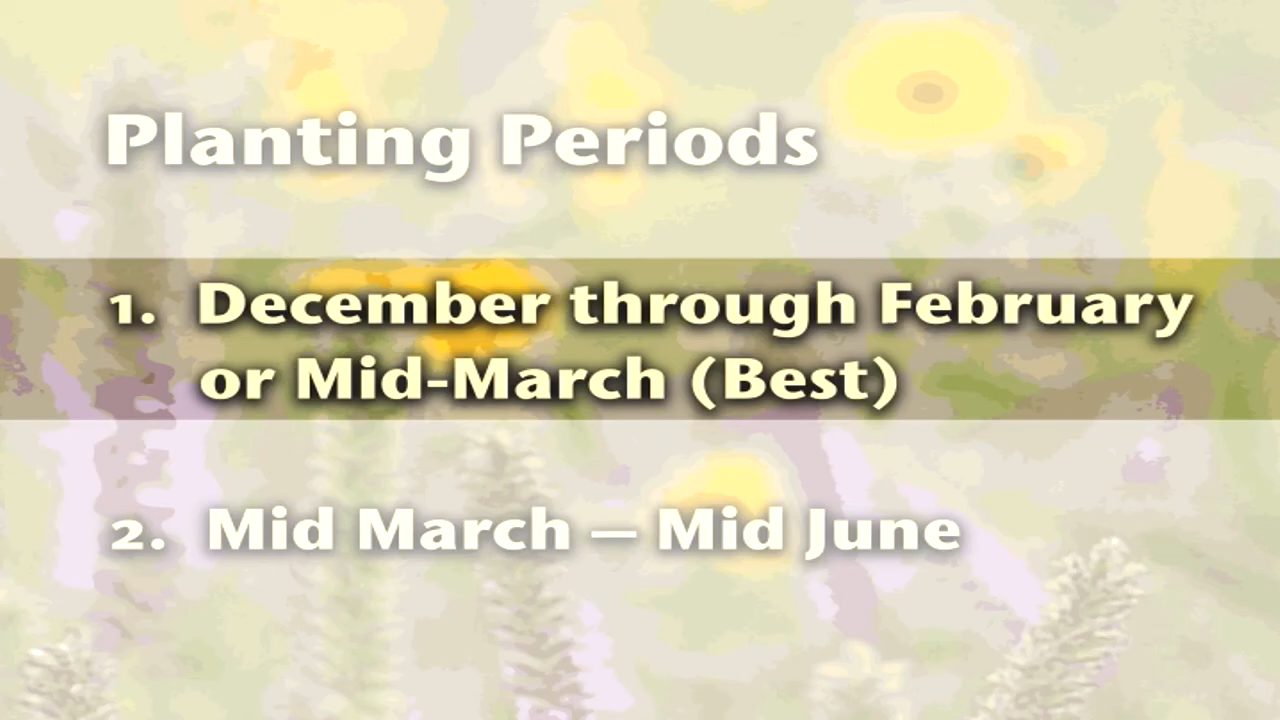 Planting Periods
1. December through February
or Mid-March (Best)
2. Mid March – Mid June